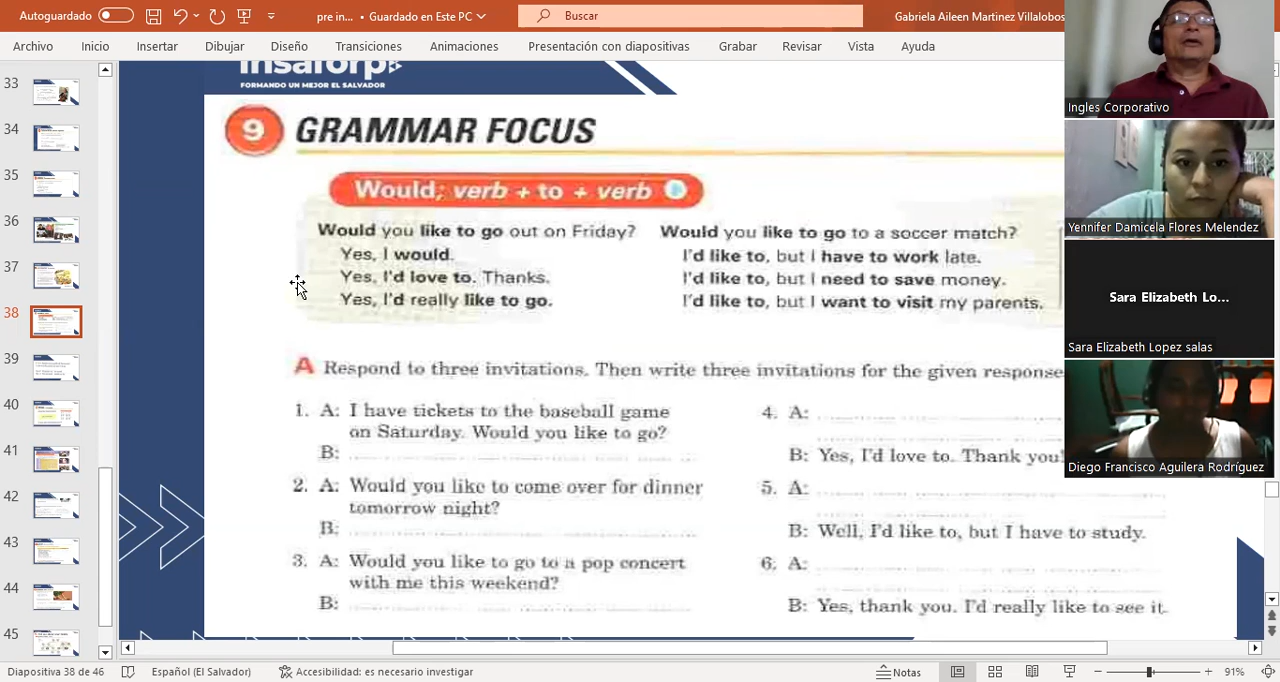 Autoguardado
pre in... • Guardado en Este PC
Buscar
Gabriela Aileen Martinez Villalobos
Archivo Inicio Insertar Dibujar Diseño Transiciones Animaciones Presentación con diapositivas Grabar Revisar Vista Ayuda
33
34
35
36
37
38
39
40
41
42
43
44
45
insaforp
FORMANDO UN MEJOR EL SALVADOR
9 GRAMMAR FOCUS
Would; verb + to + verb
Would you like to go out on Friday?
Yes, I would.
Yes, I'd love to. Thanks.
Yes, I'd really like to go.
Would you like to go to a soccer match?
I'd like to, but I have to work late.
I'd like to, but I need to save money.
I'd like to, but I want to visit my parents.
A Respond to three invitations. Then write three invitations for the given response
1. A: I have tickets to the baseball game
on Saturday. Would you like to go?
B:
2. A: Would you like to come over for dinner
tomorrow night?
B:
3. A: Would you like to go to a pop concert
with me this weekend?
B:
4. A:
B: Yes, I'd love to. Thank you!
5. A:
B: Well, I'd like to, but I have to study.
6. A:
B: Yes, thank you. I'd really like to see it.
Ingles Corporativo
Yennifer Damicela Flores Melendez
Sara Elizabeth Lo...
Sara Elizabeth Lopez salas
Diego Francisco Aguilera Rodríguez
Diapositiva 38 de 46
Español (El Salvador)
Accesibilidad: es necesario investigar
Notas
91%